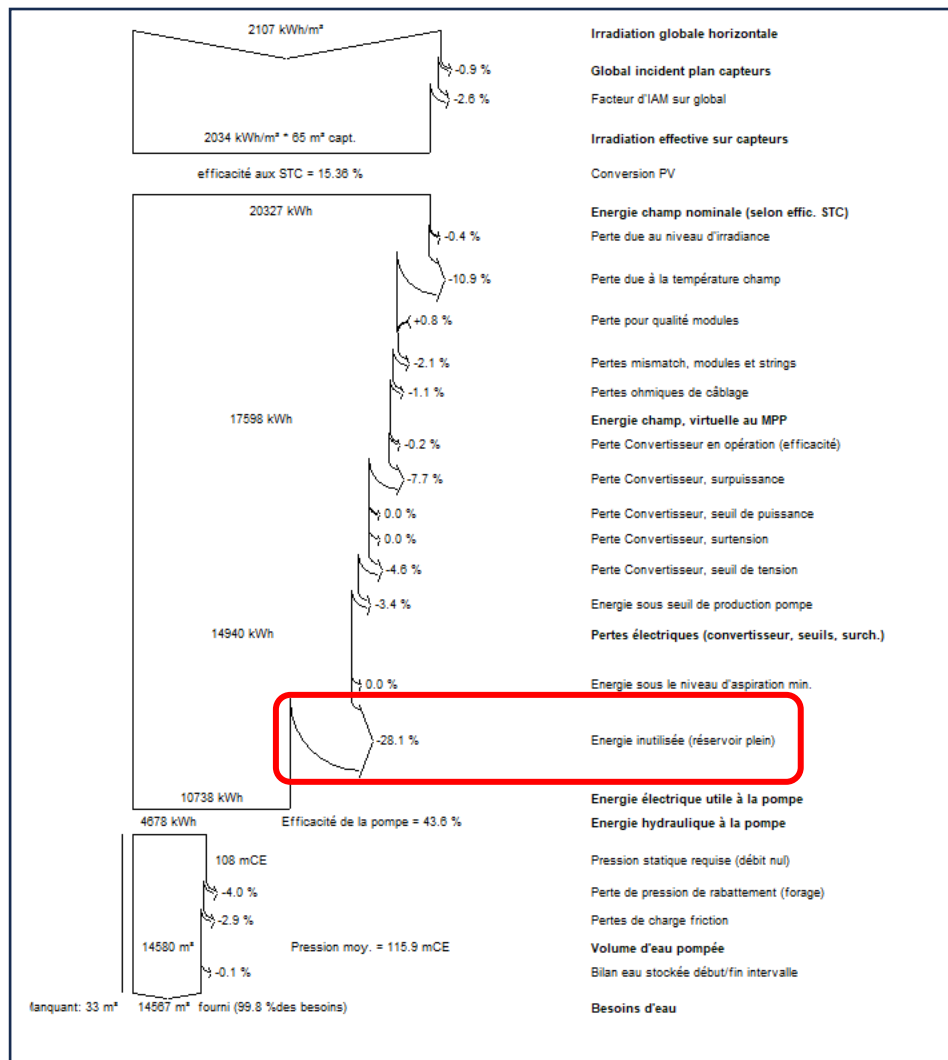 2107 kWh/m² Irradiation globale horizontale
-0.9 % Global incident plan capteurs
-2.6 % Facteur d'IAM sur global
2034 kWh/m² * 65 m² capt. Irradiation effective sur capteurs
efficacité aux STC = 15.36 % Conversion PV
20327 kWh Energie champ nominale (selon effic. STC)
-0.4 % Perte due au niveau d'irradiance
-10.9 % Perte due à la température champ
+0.8 % Perte pour qualité modules
-2.1 % Pertes mismatch, modules et strings
-1.1 % Pertes ohmiques de câblage
17598 kWh Energie champ, virtuelle au MPP
-0.2 % Perte Convertisseur en opération (efficacité)
-7.7 % Perte Convertisseur, surpuissance
0.0 % Perte Convertisseur, seuil de puissance
0.0 % Perte Convertisseur, surtension
-4.6 % Perte Convertisseur, seuil de tension
-3.4 % Energie sous seuil de production pompe
14940 kWh Pertes électriques (convertisseur, seuils, surch.)
0.0 % Energie sous le niveau d'aspiration min.
-28.1 % Energie inutilisée (réservoir plein)
10738 kWh Energie électrique utile à la pompe
4678 kWh Efficacité de la pompe = 43.6 % Energie hydraulique à la pompe
108 mCE Pression statique requise (débit nul)
-4.0 % Perte de pression de rabattement (forage)
-2.9 % Pertes de charge friction
14580 m³ Pression moy. = 115.9 mCE Volume d'eau pompée
-0.1 % Bilan eau stockée début/fin intervalle
lanquant: 33 m³ 14567 m³ fourni (99.8 %des besoins) Besoins d'eau